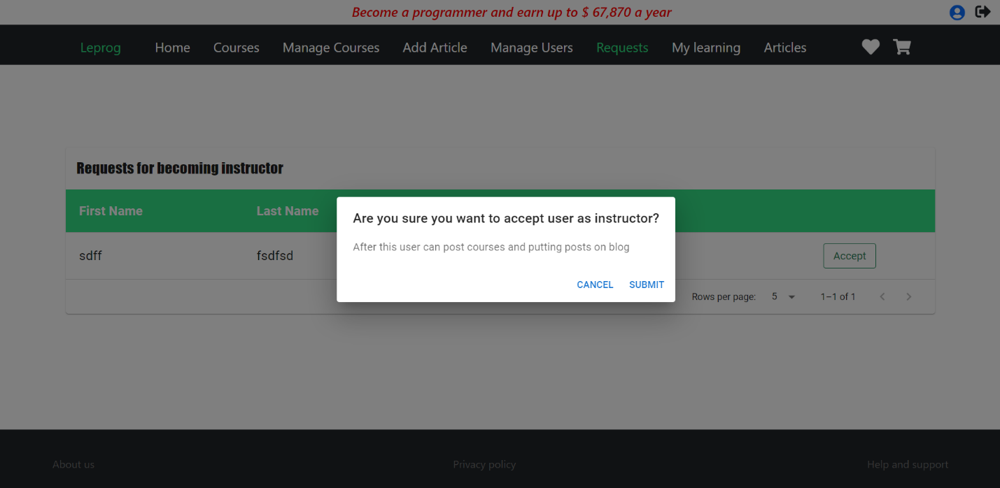 Become a programmer and earn up to $ 67,870 a year
Leprog Home Courses Manage Courses Add Article Manage Users Requests My learning Articles
Requests for becoming instructor
First Name Last Name
Are you sure you want to accept user as instructor?
After this user can post courses and putting posts on blog
sdff fsdfsd Accept
CANCEL SUBMIT
Rows per page: 5 1–1 of 1
About us Privacy policy Help and support